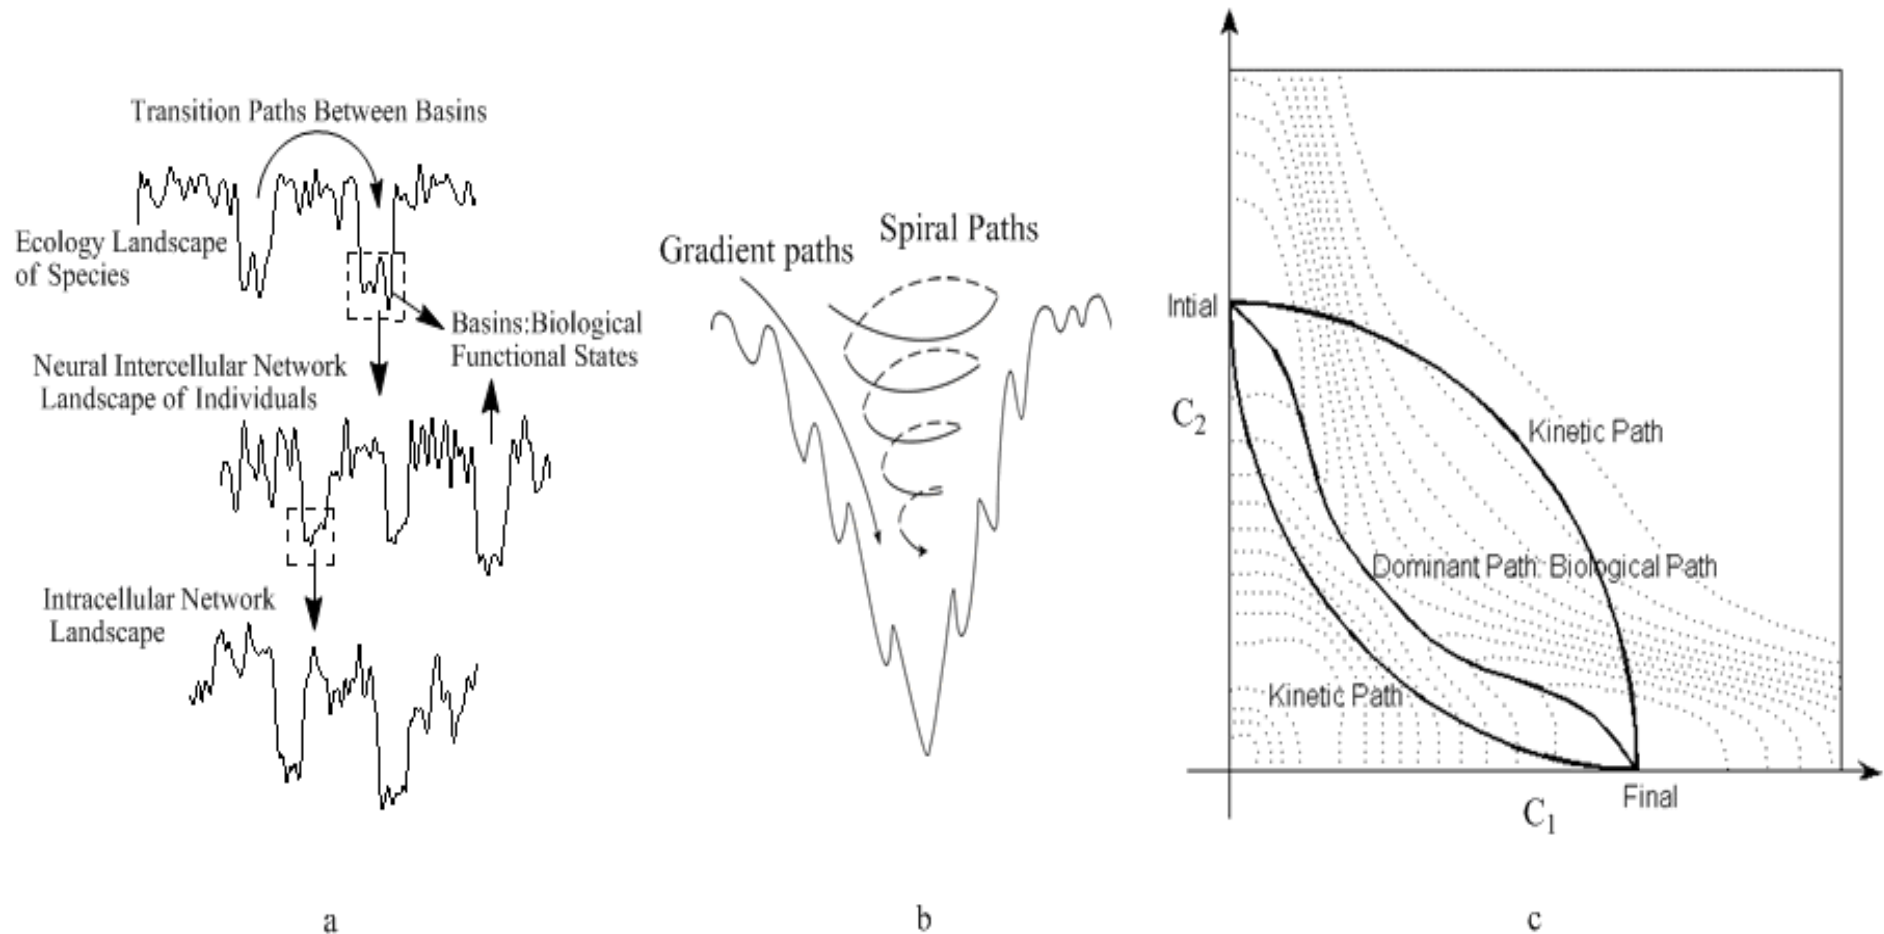 Transition Paths Between Basins
Ecology Landscape
of Species
Basins:Biological
Functional States
Neural Intercellular Network
Landscape of Individuals
Intracellular Network
Landscape
a
Gradient paths
Spiral Paths
b
Intial
C2
Kinetic Path
Dominant Path: Biological Path
Kinetic Path
Final
C1
c